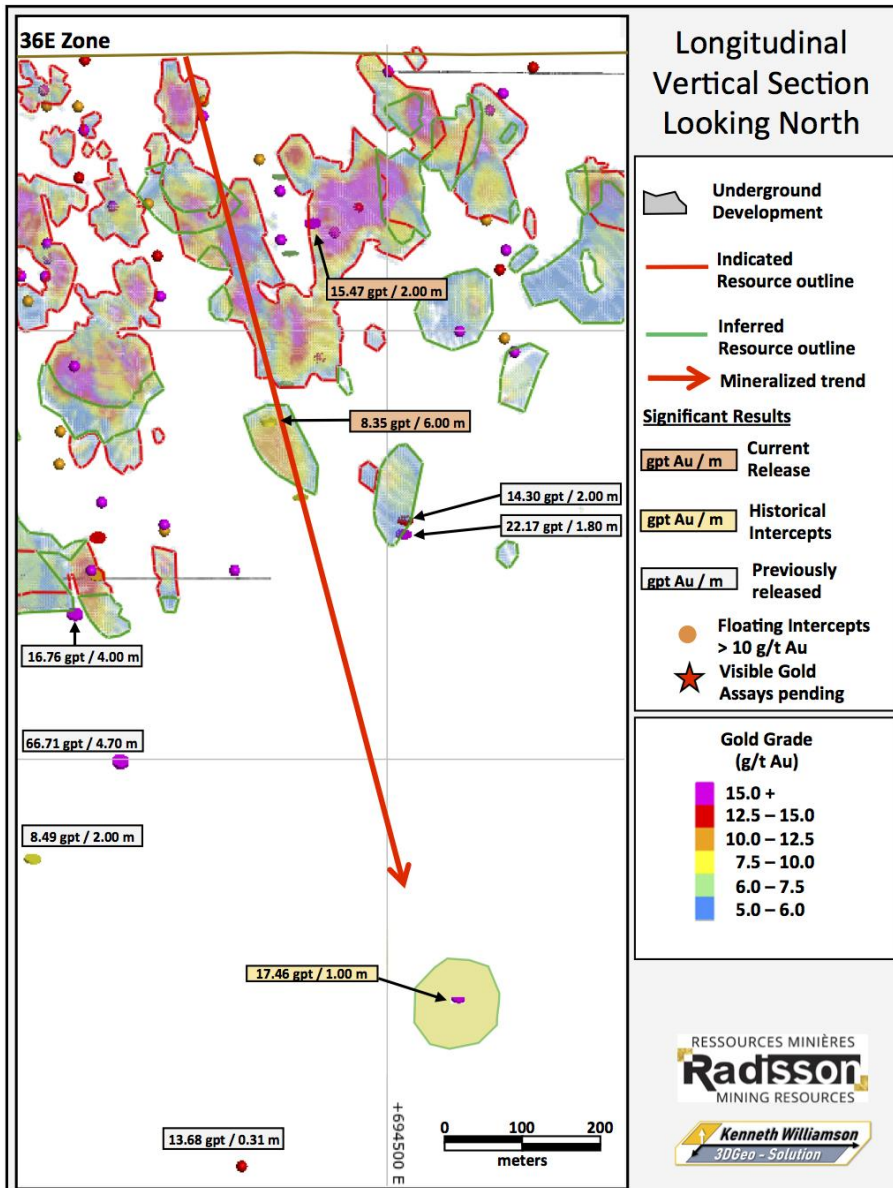 36E Zone
15.47 gpt / 2.00 m
8.35 gpt / 6.00 m
14.30 gpt / 2.00 m
22.17 gpt / 1.80 m
16.76 gpt / 4.00 m
66.71 gpt / 4.70 m
8.49 gpt / 2.00 m
17.46 gpt / 1.00 m
13.68 gpt / 0.31 m
+694500 E
0 100 200
meters
Longitudinal
Vertical Section
Looking North
Underground
Development
Indicated
Resource outline
Inferred
Resource outline
Mineralized trend
Significant Results
gpt Au / m
Current
Release
gpt Au / m
Historical
Intercepts
gpt Au / m
Previously
released
Floating Intercepts
> 10 g/t Au
Visible Gold
Assays pending
Gold Grade
(g/t Au)
15.0 +
12.5 – 15.0
10.0 – 12.5
7.5 – 10.0
6.0 – 7.5
5.0 – 6.0
RESSOURCES MINIÈRES
Radisson
MINING RESOURCES
Kenneth Williamson
3DGeo - Solution